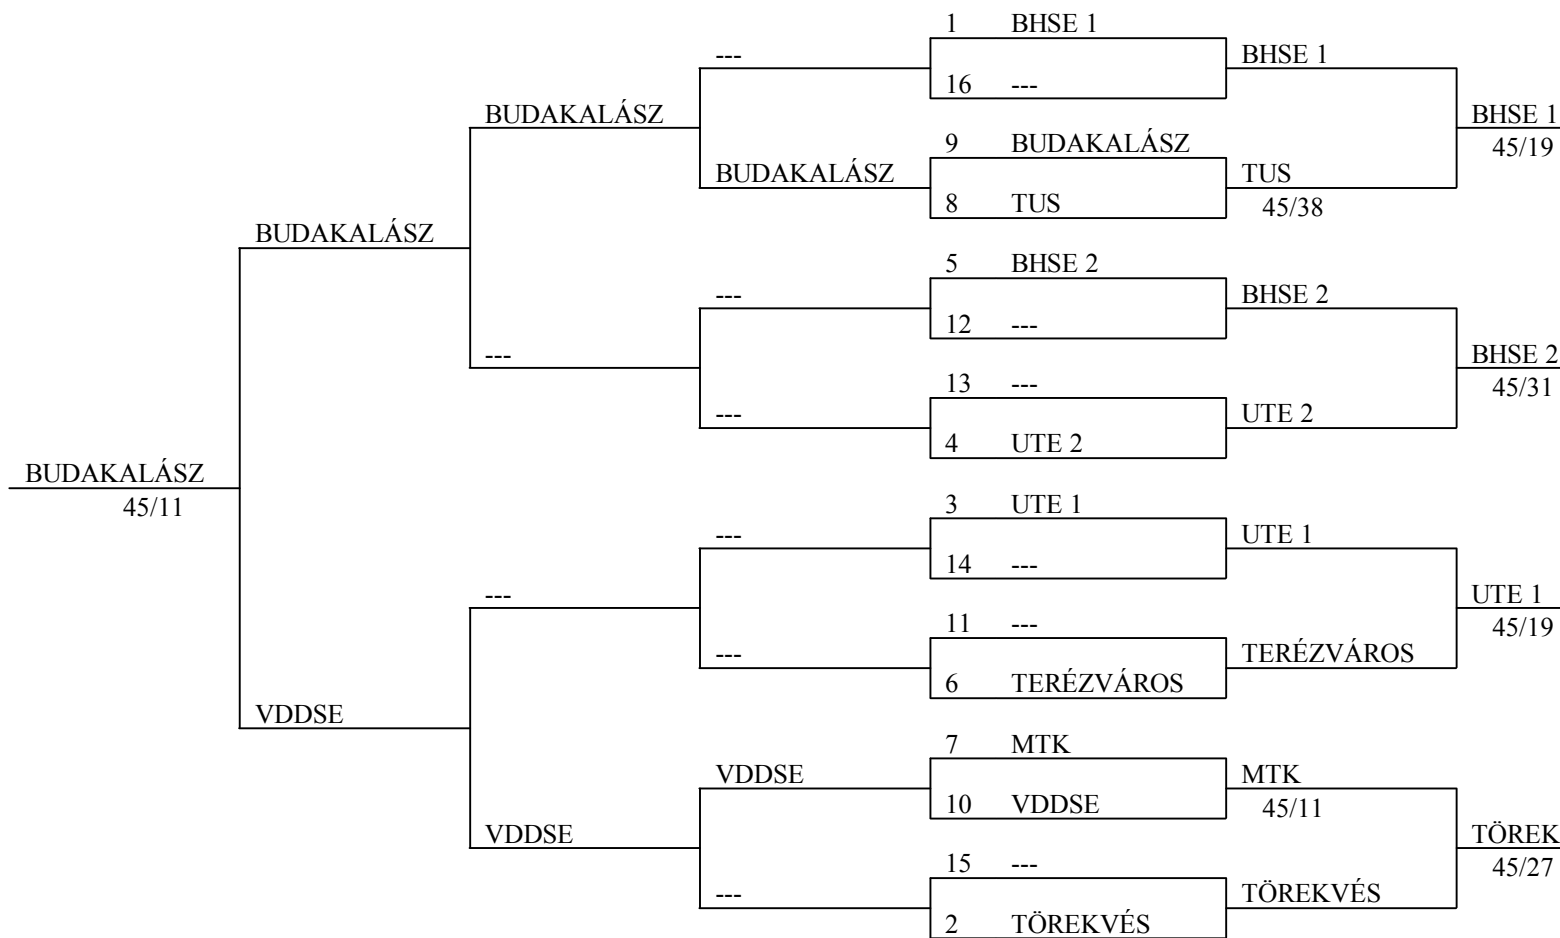 1 BHSE 1
--- BHSE 1
16 ---
BUDAKALÁSZ BHSE 1
9 BUDAKALÁSZ 45/19
BUDAKALÁSZ TUS
8 TUS 45/38
BUDAKALÁSZ
5 BHSE 2
--- BHSE 2
12 ---
--- BHSE 2
13 --- 45/31
--- UTE 2
4 UTE 2
BUDAKALÁSZ
45/11 3 UTE 1
--- UTE 1
14 ---
--- UTE 1
11 --- 45/19
--- TERÉZVÁROS
6 TERÉZVÁROS
VDDSE
7 MTK
VDDSE MTK
10 VDDSE 45/11
VDDSE TÖREK
15 --- 45/27
--- TÖREKVÉS
2 TÖREKVÉS